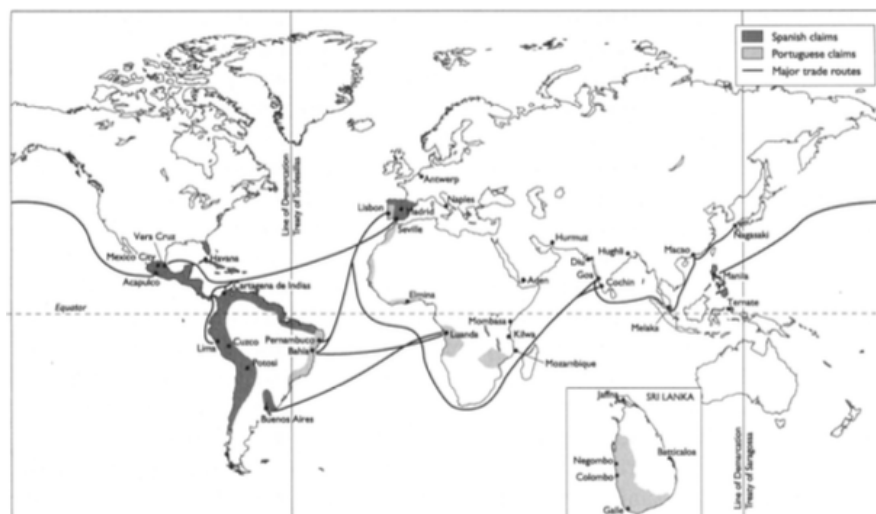 Spanish claims
Portuguese claims
Major trade routes
Line of Demarcation
Treaty of Tordesillas
Antwerp
Lisbon
Madrid
Naples
Seville
Vera Cruz
Mexico City
Havana
Acapulco
Cartagena de Indias
Hurmuz
Diu
Hughli
Goa
Cochin
Macao
Nagasaki
Manila
Aden
Elmina
Equator
Ternate
Melaka
Mombasa
Kilwa
Luanda
Pernambuco
Bahia
Mozambique
Lima
Cuzco
Potosi
Buenos Aires
SRI LANKA
Jaffna
Batticaloa
Negombo
Colombo
Galle
Line of Demarcation
Treaty of Saragossa